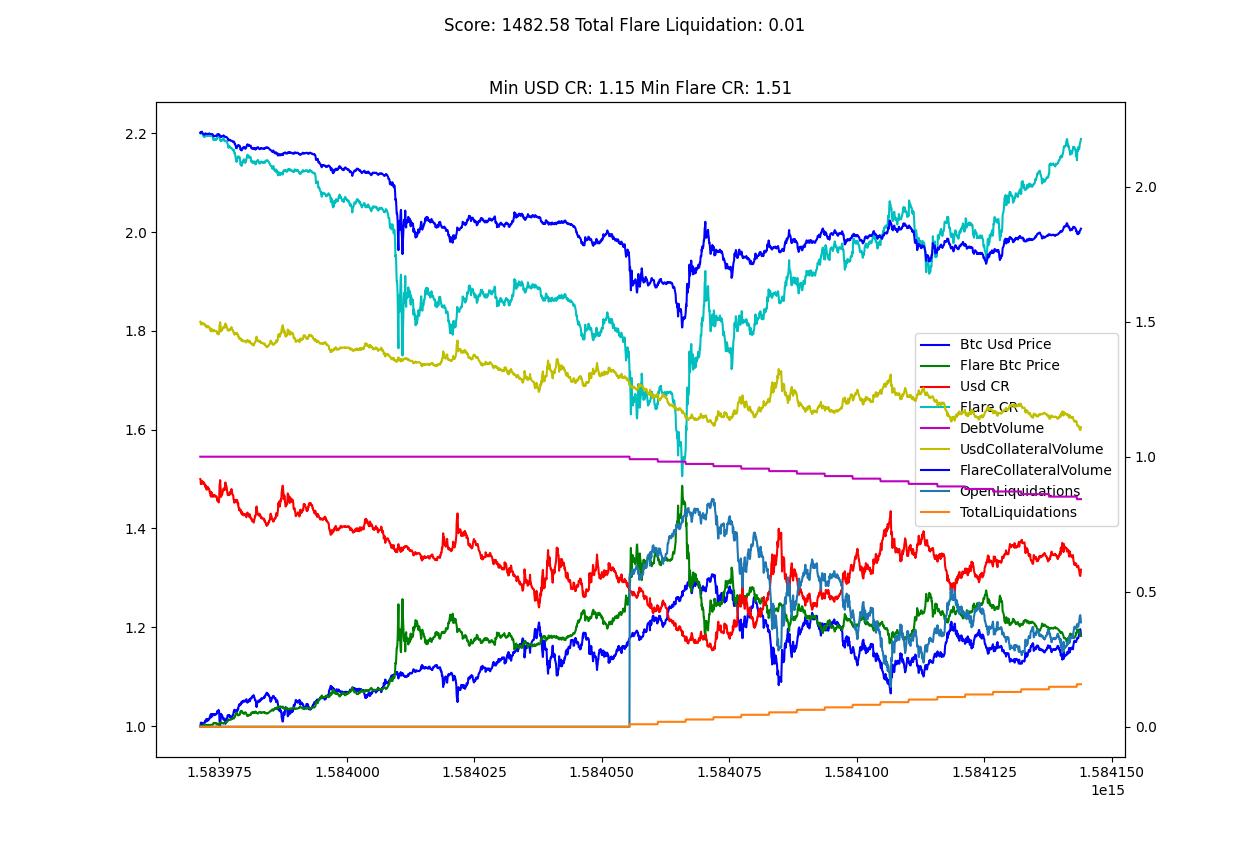 Score: 1482.58 Total Flare Liquidation: 0.01
Min USD CR: 1.15 Min Flare CR: 1.51
2.2
2.0
1.8
1.6
1.4
1.2
1.0
2.0
1.5
1.0
0.5
0.0
Btc Usd Price
Flare Btc Price
Usd CR
Flare CR
DebtVolume
UsdCollateralVolume
FlareCollateralVolume
OpenLiquidations
TotalLiquidations
1.583975 1.584000 1.584025 1.584050 1.584075 1.584100 1.584125 1.584150
1e15